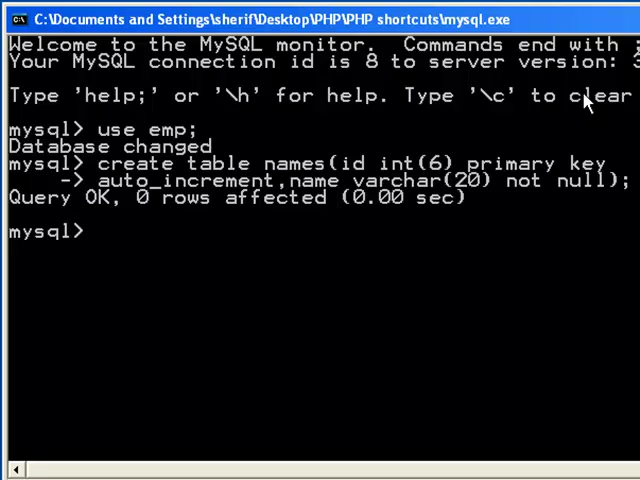 C:\Documents and Settings\sherif\Desktop\PHP\PHP shortcuts\mysql.exe
Welcome to the MySQL monitor.  Commands end with ;
Your MySQL connection id is 8 to server version: 3
Type 'help;' or '\h' for help. Type '\c' to clear
mysql> use emp;
Database changed
mysql> create table names(id int(6) primary key
    -> auto_increment,name varchar(20) not null);
Query OK, 0 rows affected (0.00 sec)
mysql>